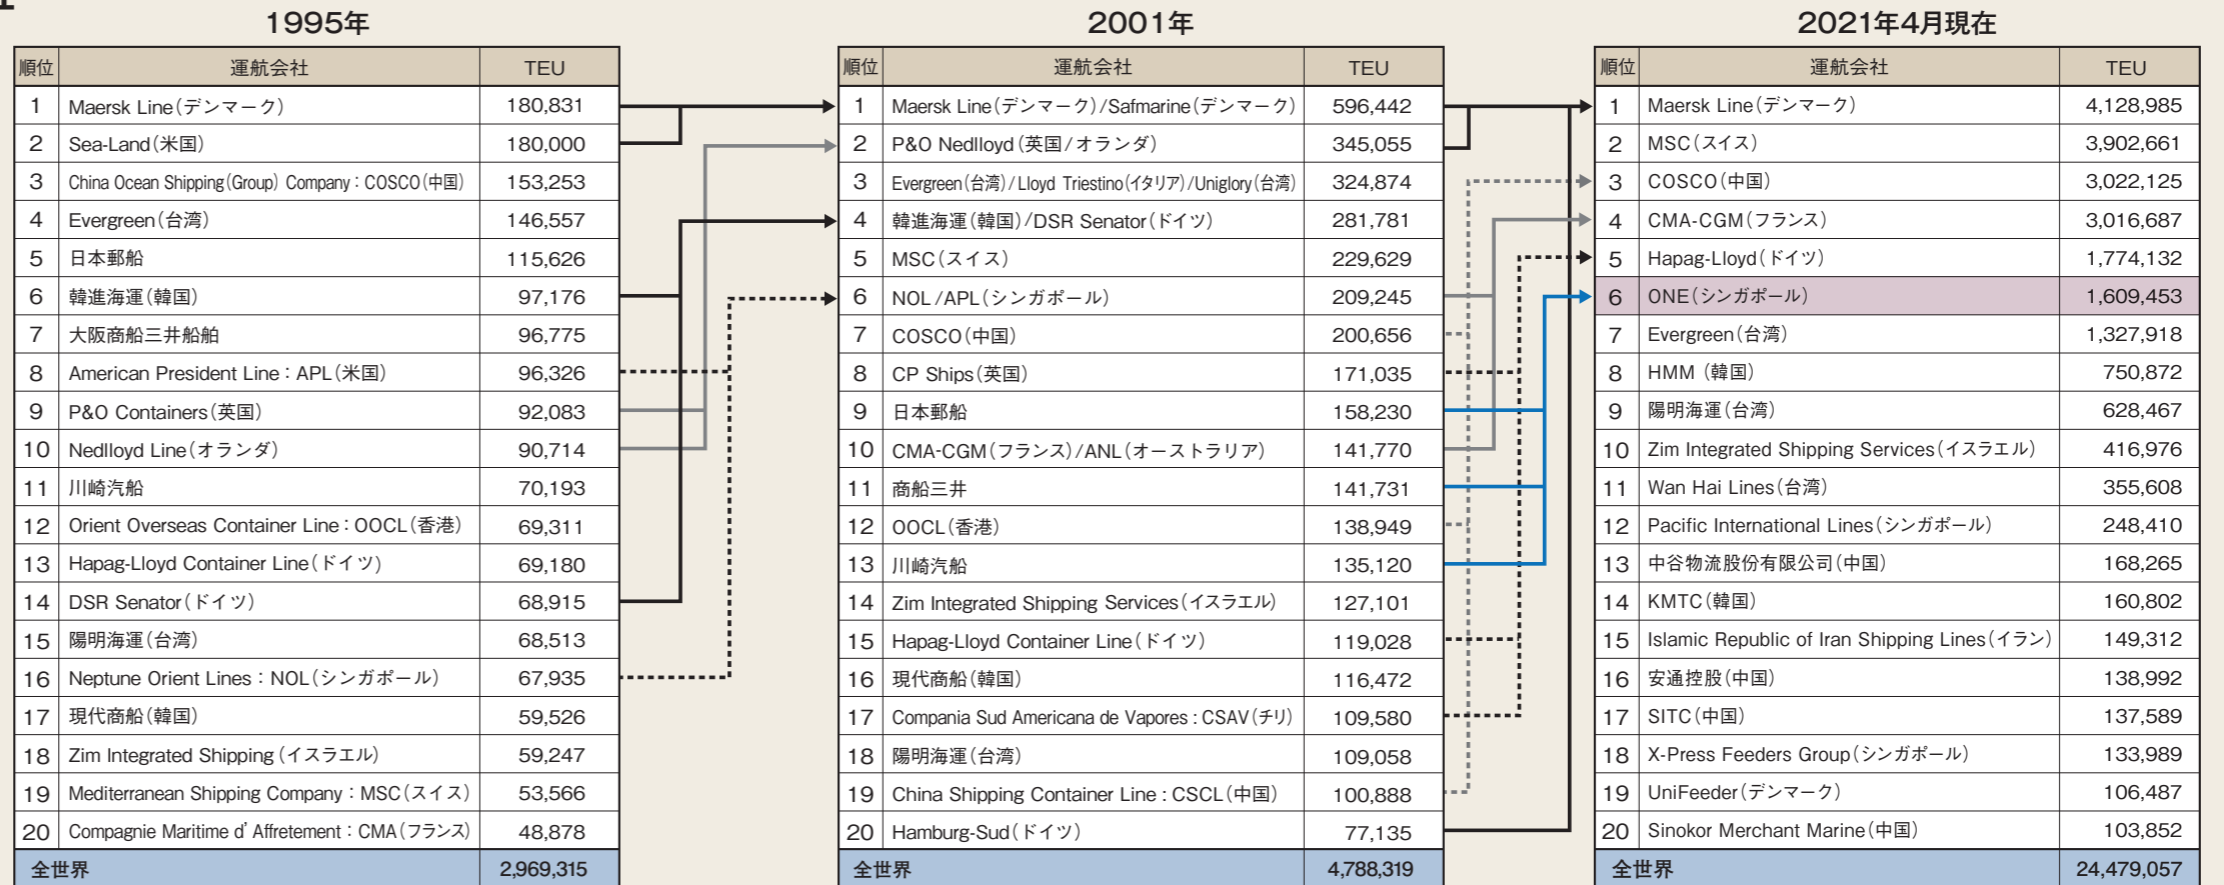 1995年
順位 運航会社 TEU
1 Maersk Line(デンマーク) 180,831
2 Sea-Land(米国) 180,000
3 China Ocean Shipping(Group) Company：COSCO(中国) 153,253
4 Evergreen(台湾) 146,557
5 日本郵船 115,626
6 韓進海運(韓国) 97,176
7 大阪商船三井船舶 96,775
8 American President Line：APL(米国) 96,326
9 P&O Containers(英国) 92,083
10 Nedlloyd Line(オランダ) 90,714
11 川崎汽船 70,193
12 Orient Overseas Container Line：OOCL(香港) 69,311
13 Hapag-Lloyd Container Line(ドイツ) 69,180
14 DSR Senator(ドイツ) 68,915
15 陽明海運(台湾) 68,513
16 Neptune Orient Lines：NOL(シンガポール) 67,935
17 現代商船(韓国) 59,526
18 Zim Integrated Shipping(イスラエル) 59,247
19 Mediterranean Shipping Company：MSC(スイス) 53,566
20 Compagnie Maritime d' Affretement：CMA(フランス) 48,878
全世界 2,969,315
2001年
順位 運航会社 TEU
1 Maersk Line(デンマーク)/Safmarine(デンマーク) 596,442
2 P&O Nedlloyd(英国/オランダ) 345,055
3 Evergreen(台湾)/Lloyd Triestino(イタリア)/Uniglory(台湾) 324,874
4 韓進海運(韓国)/DSR Senator(ドイツ) 281,781
5 MSC(スイス) 229,629
6 NOL/APL(シンガポール) 209,245
7 COSCO(中国) 200,656
8 CP Ships(英国) 171,035
9 日本郵船 158,230
10 CMA-CGM(フランス)/ANL(オーストラリア) 141,770
11 商船三井 141,731
12 OOCL(香港) 138,949
13 川崎汽船 135,120
14 Zim Integrated Shipping Services(イスラエル) 127,101
15 Hapag-Lloyd Container Line(ドイツ) 119,028
16 現代商船(韓国) 116,472
17 Compania Sud Americana de Vapores：CSAV(チリ) 109,580
18 陽明海運(台湾) 109,058
19 China Shipping Container Line：CSCL(中国) 100,888
20 Hamburg-Sud(ドイツ) 77,135
全世界 4,788,319
2021年4月現在
順位 運航会社 TEU
1 Maersk Line(デンマーク) 4,128,985
2 MSC(スイス) 3,902,661
3 COSCO(中国) 3,022,125
4 CMA-CGM(フランス) 3,016,687
5 Hapag-Lloyd(ドイツ) 1,774,132
6 ONE(シンガポール) 1,609,453
7 Evergreen(台湾) 1,327,918
8 HMM (韓国) 750,872
9 陽明海運(台湾) 628,467
10 Zim Integrated Shipping Services(イスラエル) 416,976
11 Wan Hai Lines(台湾) 355,608
12 Pacific International Lines(シンガポール) 248,410
13 中谷物流股份有限公司(中国) 168,265
14 KMTC(韓国) 160,802
15 Islamic Republic of Iran Shipping Lines(イラン) 149,312
16 安通控股(中国) 138,992
17 SITC(中国) 137,589
18 X-Press Feeders Group(シンガポール) 133,989
19 UniFeeder(デンマーク) 106,487
20 Sinokor Merchant Marine(中国) 103,852
全世界 24,479,057